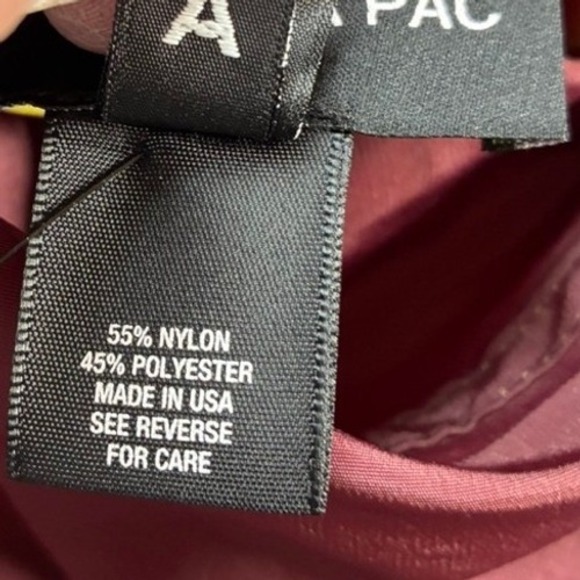 A
PAC
55% NYLON
45% POLYESTER
MADE IN USA
SEE REVERSE
FOR CARE